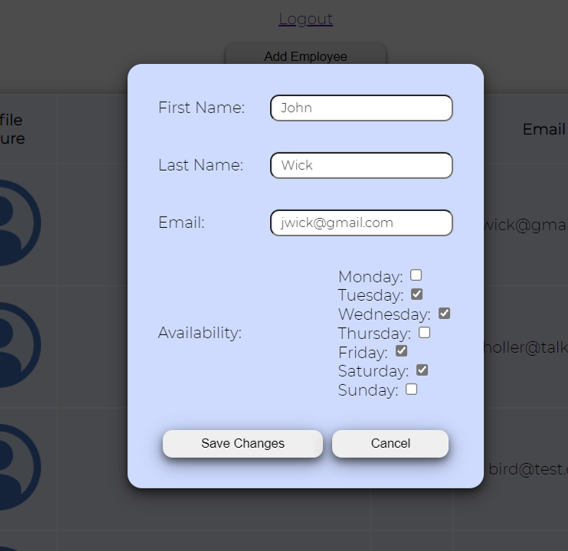 Logout
Add Employee
file
ure
Email
First Name: John
Last Name: Wick
Email: jwick@gmail.com
wick@gma
Availability:
Monday:
Tuesday:
Wednesday:
Thursday:
Friday:
Saturday:
Sunday:
holler@talk
Save Changes Cancel
bird@test.